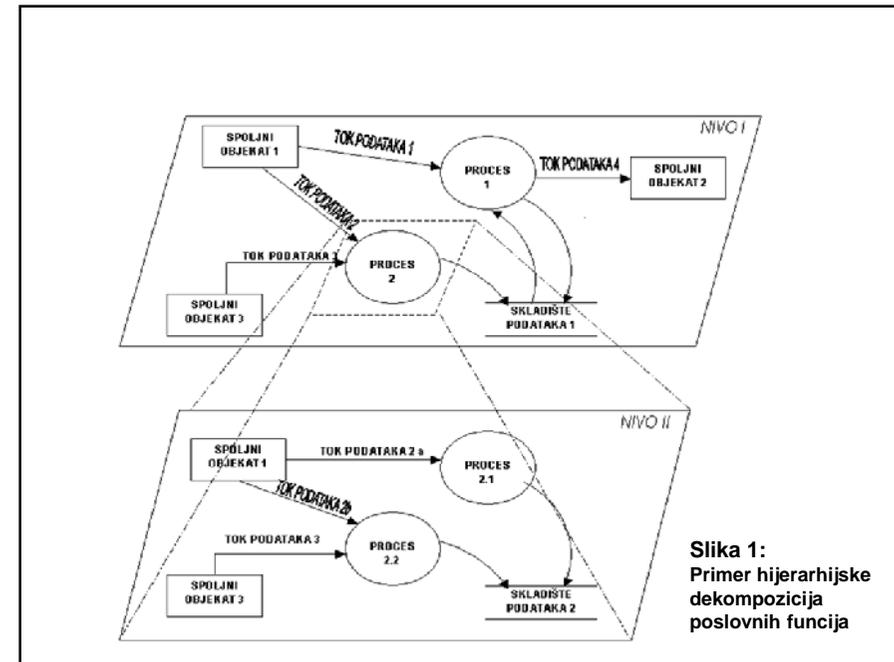 NIVO I
SPOLJNI
OBJEKAT 1
TOK PODATAKA 1
PROCES
1
TOK PODATAKA 4
SPOLJNI
OBJEKAT 2
TOK PODATAKA 2
TOK PODATAKA 3
PROCES
2
SPOLJNI
OBJEKAT 3
SKLADIŠTE
PODATAKA 1
NIVO II
SPOLJNI
OBJEKAT 1
TOK PODATAKA 2a
PROCES
2.1
TOK PODATAKA 2b
TOK PODATAKA 3
PROCES
2.2
SPOLJNI
OBJEKAT 3
SKLADIŠTE
PODATAKA 2
Slika 1:
Primer hijerarhijske
dekompozicija
poslovnih funcija